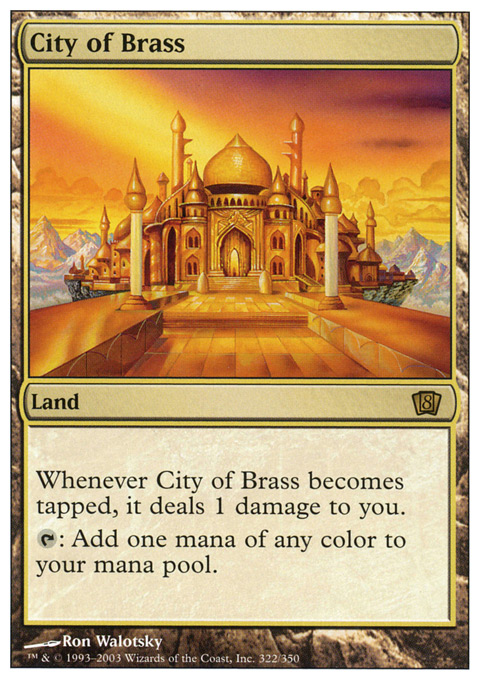 City of Brass
Land
8
Whenever City of Brass becomes
tapped, it deals 1 damage to you.
: Add one mana of any color to
your mana pool.
Ron Walotsky
™ & © 1993–2003 Wizards of the Coast, Inc. 322/350